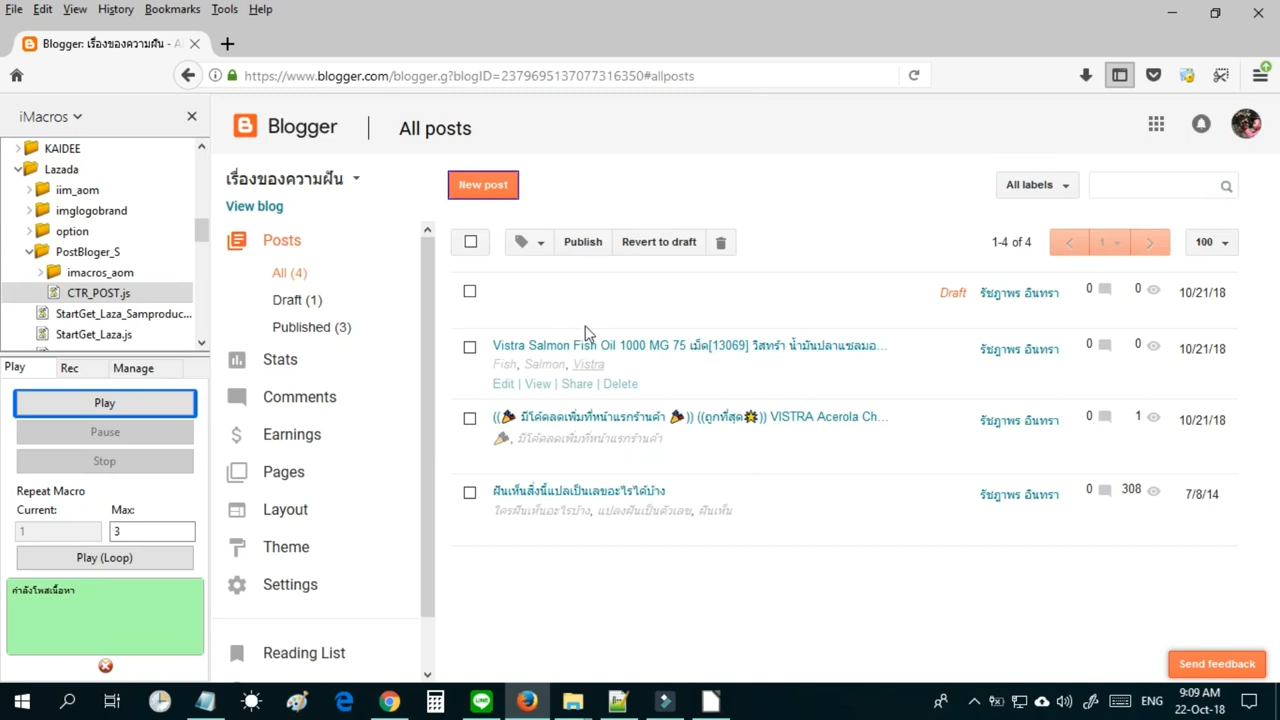 File Edit View History Bookmarks Tools Help
Blogger: เรื่องของความฝัน - Al
https://www.blogger.com/blogger.g?blogID=2379695137077316350#allposts
iMacros
KAIDEE
Lazada
iim_aom
imglogobrand
option
PostBloger_S
imacros_aom
CTR_POST.js
StartGet_Laza_Samproduc...
StartGet_Laza.js
Play Rec Manage
Play
Pause
Stop
Repeat Macro
Current: Max:
1 3
Play (Loop)
กำลังโพสเนื้อหา
Blogger All posts
เรื่องของความฝัน
View blog
New post
All labels
Posts
All (4)
Draft (1)
Published (3)
Stats
Comments
Earnings
Pages
Layout
Theme
Settings
Reading List
Publish Revert to draft 1-4 of 4 1 100
Draft รัชฎาพร อินทรา 0 0 10/21/18
Vistra Salmon Fish Oil 1000 MG 75 เม็ด[13069] วิสทร้า น้ำมันปลาแซลมอ... รัชฎาพร อินทรา 0 0 10/21/18
Fish, Salmon, Vistra
Edit | View | Share | Delete
((🎉 มีโค้ดลดเพิ่มที่หน้าแรกร้านค้า 🎉)) ((ถูกที่สุด🌟)) VISTRA Acerola Ch... รัชฎาพร อินทรา 0 1 10/21/18
🎉, มีโค้ดลดเพิ่มที่หน้าแรกร้านค้า
ฝันเห็นสิ่งนี้แปลเป็นเลขอะไรได้บ้าง รัชฎาพร อินทรา 0 308 7/8/14
ใครฝันเห็นอะไรบ้าง, แปลงฝันเป็นตัวเลข, ฝันเห็น
Send feedback
ENG 9:09 AM
22-Oct-18